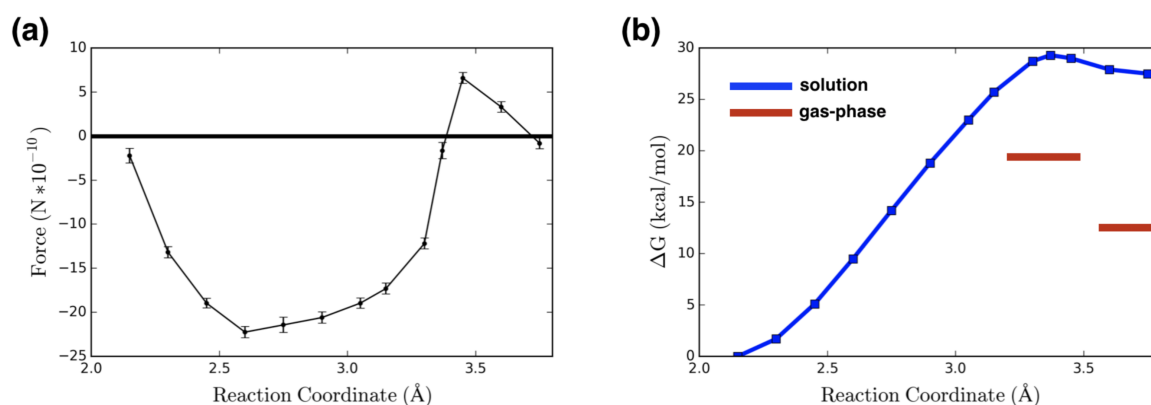 (a)
10
5
0
−5
−10
−15
−20
−25
Force (N ∗10⁻¹⁰)
2.0 2.5 3.0 3.5
Reaction Coordinate (Å)
(b)
30
25
20
15
10
5
0
ΔG (kcal/mol)
solution
gas-phase
2.0 2.5 3.0 3.5
Reaction Coordinate (Å)